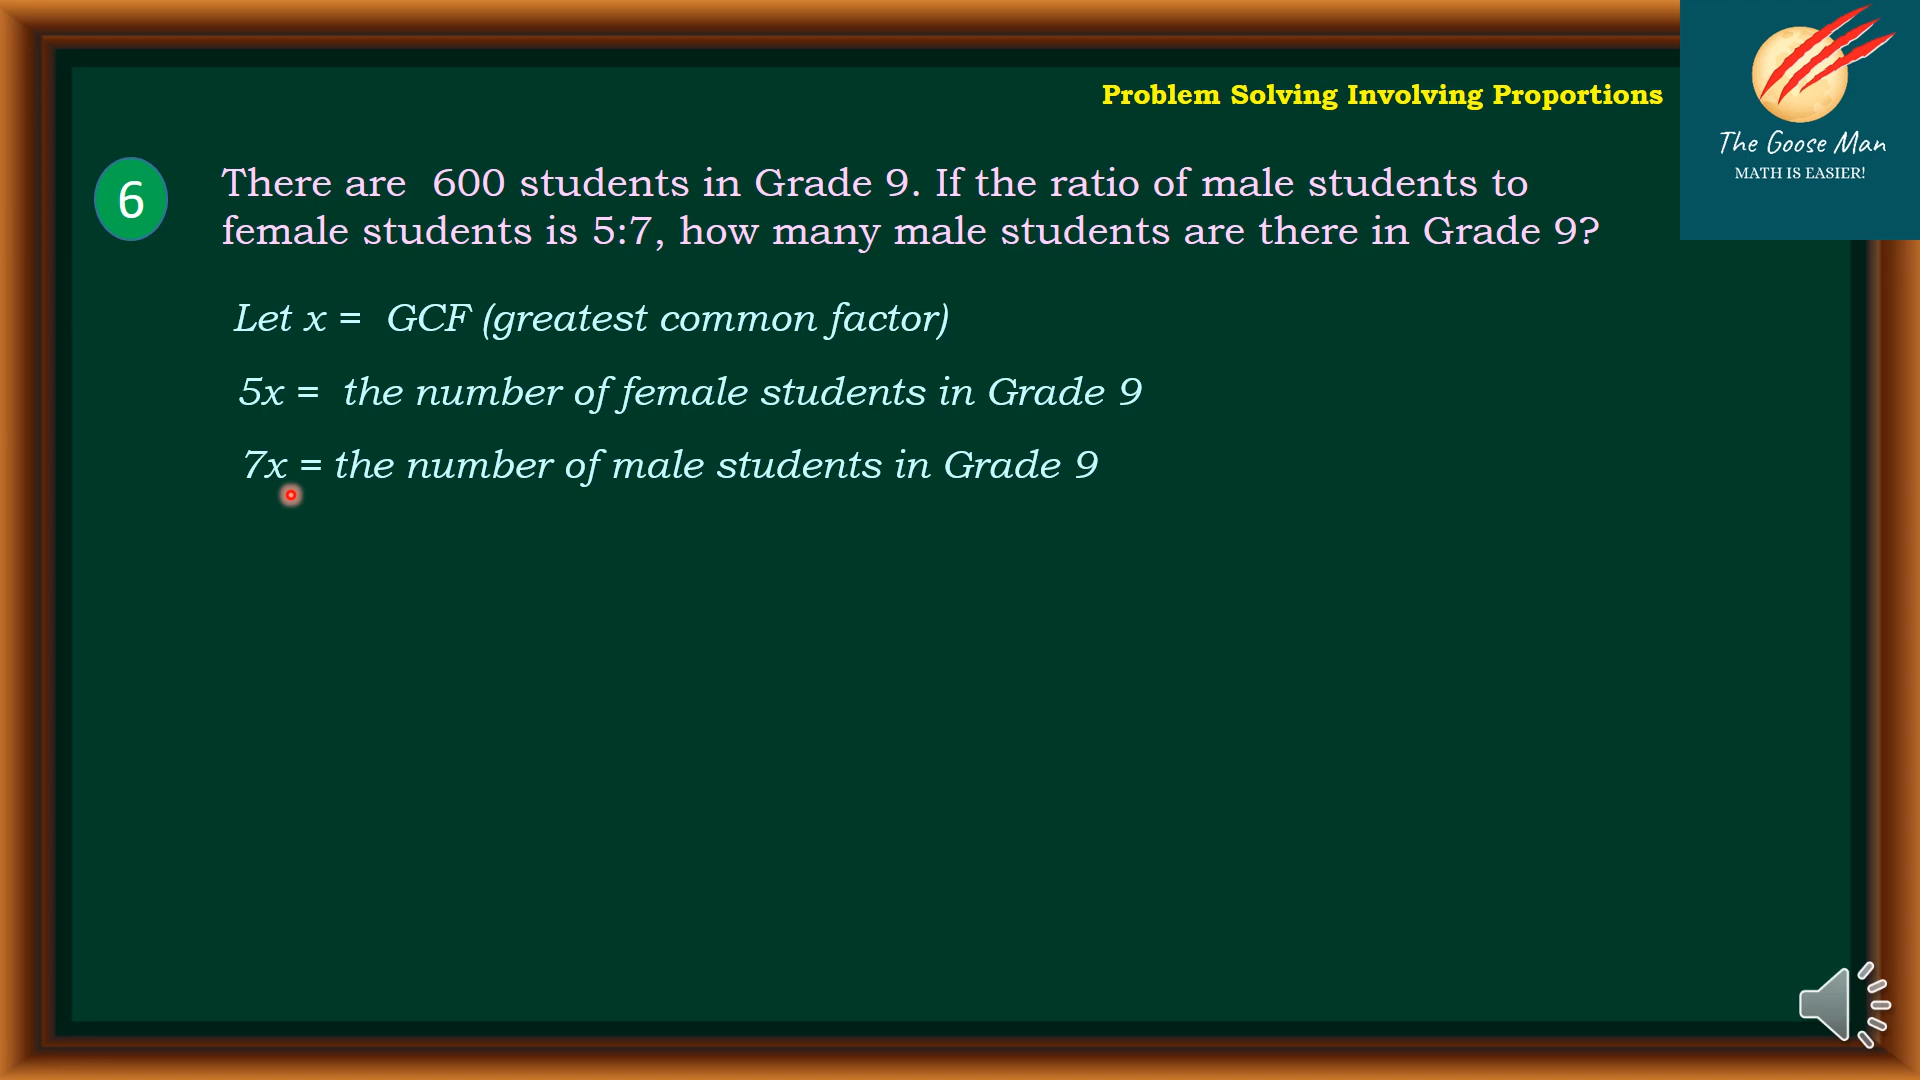 Problem Solving Involving Proportions
The Goose Man
MATH IS EASIER!
6
There are 600 students in Grade 9. If the ratio of male students to
female students is 5:7, how many male students are there in Grade 9?
Let x = GCF (greatest common factor)
5x = the number of female students in Grade 9
7x = the number of male students in Grade 9